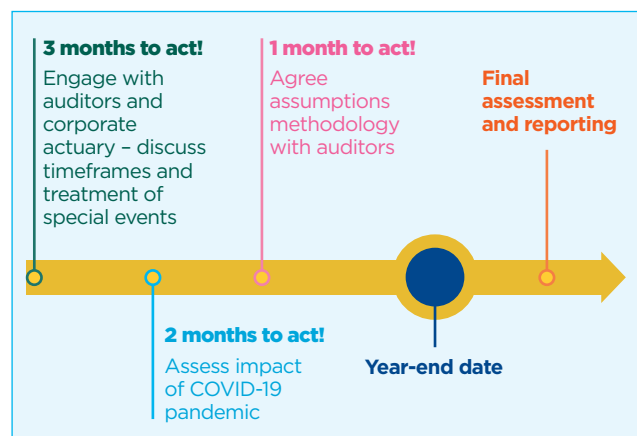 3 months to act!
Engage with
auditors and
corporate
actuary – discuss
timeframes and
treatment of
special events
1 month to act!
Agree
assumptions
methodology
with auditors
Final
assessment
and reporting
2 months to act!
Assess impact
of COVID-19
pandemic
Year-end date